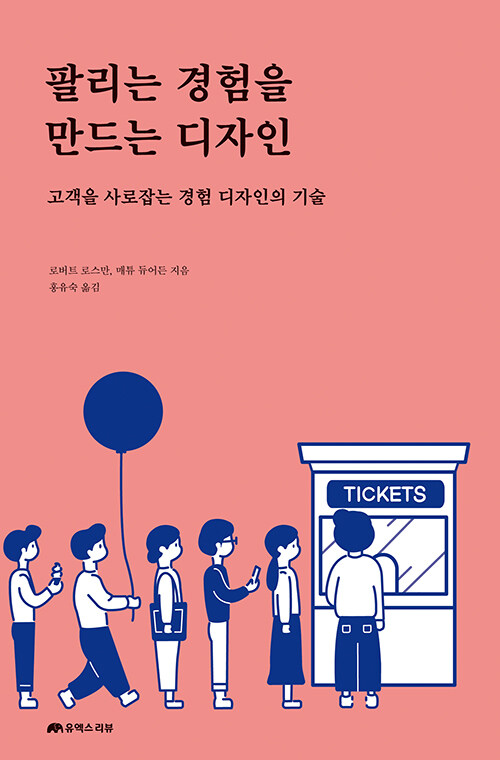 팔리는 경험을
만드는 디자인
고객을 사로잡는 경험 디자인의 기술
로버트 로스만, 매튜 듀어든 지음
홍유숙 옮김
TICKETS
유엑스 리뷰